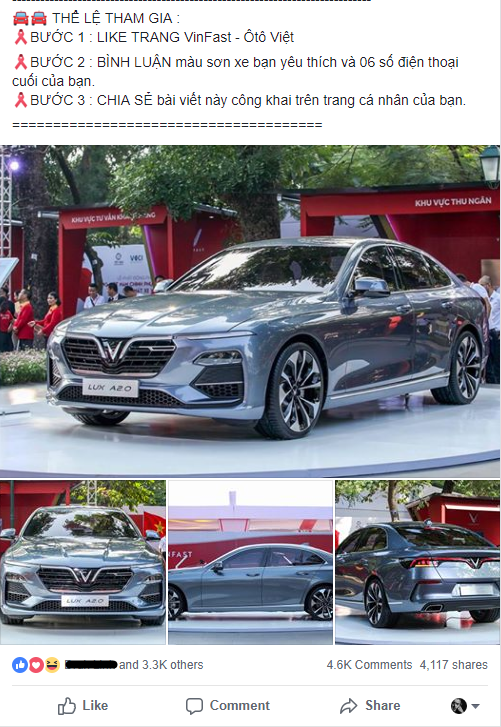 THỂ LỆ THAM GIA :
BƯỚC 1 : LIKE TRANG VinFast - Ôtô Việt
BƯỚC 2 : BÌNH LUẬN màu sơn xe bạn yêu thích và 06 số điện thoại
cuối của bạn.
BƯỚC 3 : CHIA SẺ bài viết này công khai trên trang cá nhân của bạn.
======================================
KHU VỰC THU NGÂN
KHU VỰC TƯ VẤN KHÁCH HÀNG
LUX A2.0
LUX A2.0
and 3.3K others
4.6K Comments 4,117 shares
Like Comment Share